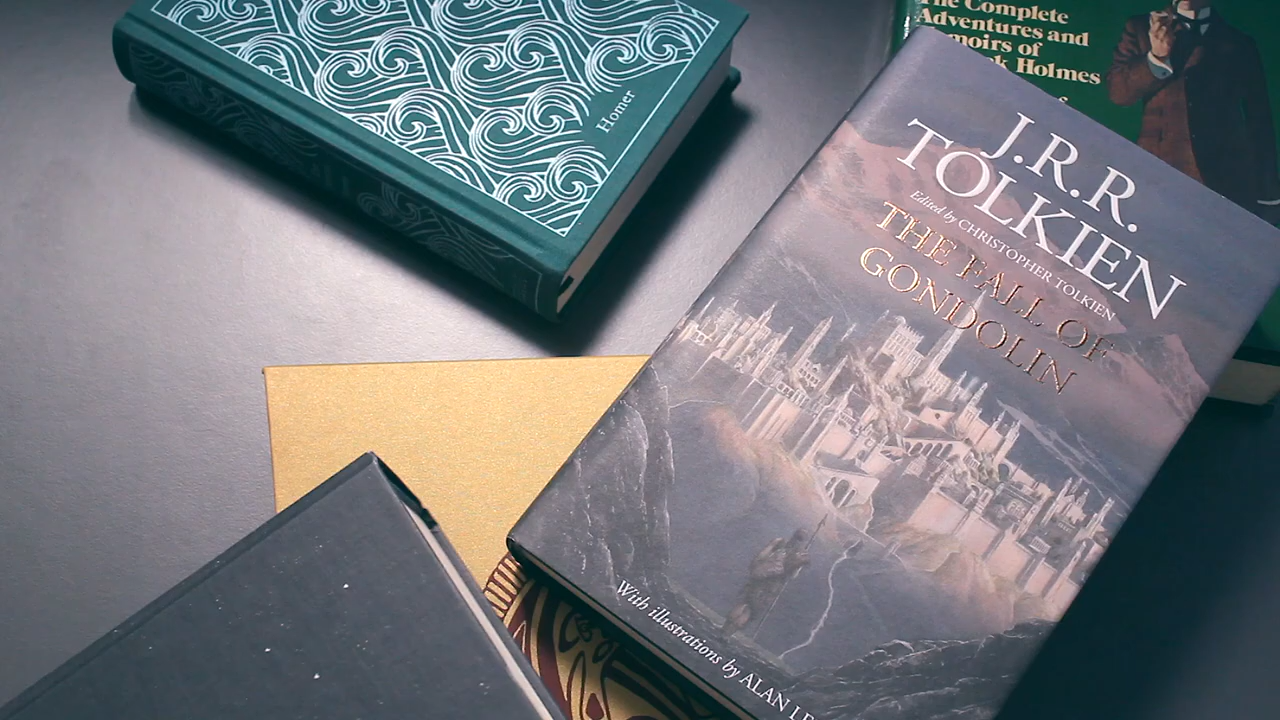 Homer
The Complete
Adventures and
moirs of
k Holmes
J.R.R.
TOLKIEN
Edited by CHRISTOPHER TOLKIEN
THE FALL OF
GONDOLIN
With illustrations by ALAN LE